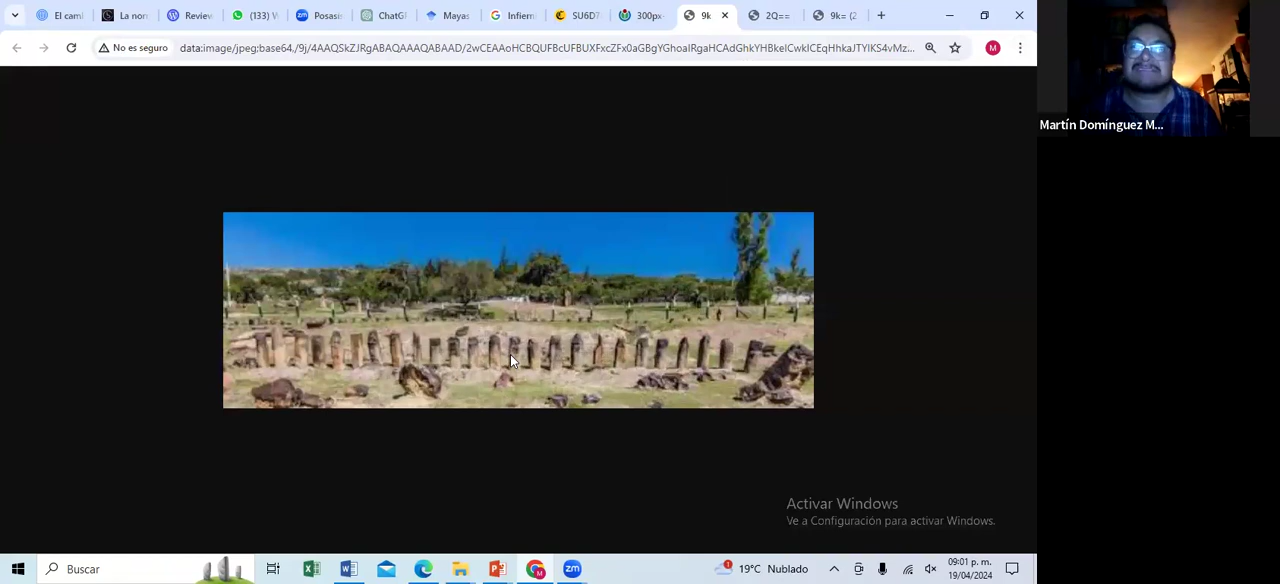 El caml
La nor
Review
(133) V
Posasis
ChatG
Mayas
Infiern
SU6D7
300px-
9k
2Q==
9k= (2
No es seguro
data:image/jpeg;base64,/9j/4AAQSkZJRgABAQAAAQABAAD/2wCEAAoHCBQUFBcUFBUXFxcZFx0aGBgYGhoaIRgaHCAdGhkYHBkeICwkICEqHhkaJTYlKS4vMz...
M
Martín Domínguez M...
Activar Windows
Ve a Configuración para activar Windows.
Buscar
19°C Nublado
09:01 p. m.
19/04/2024